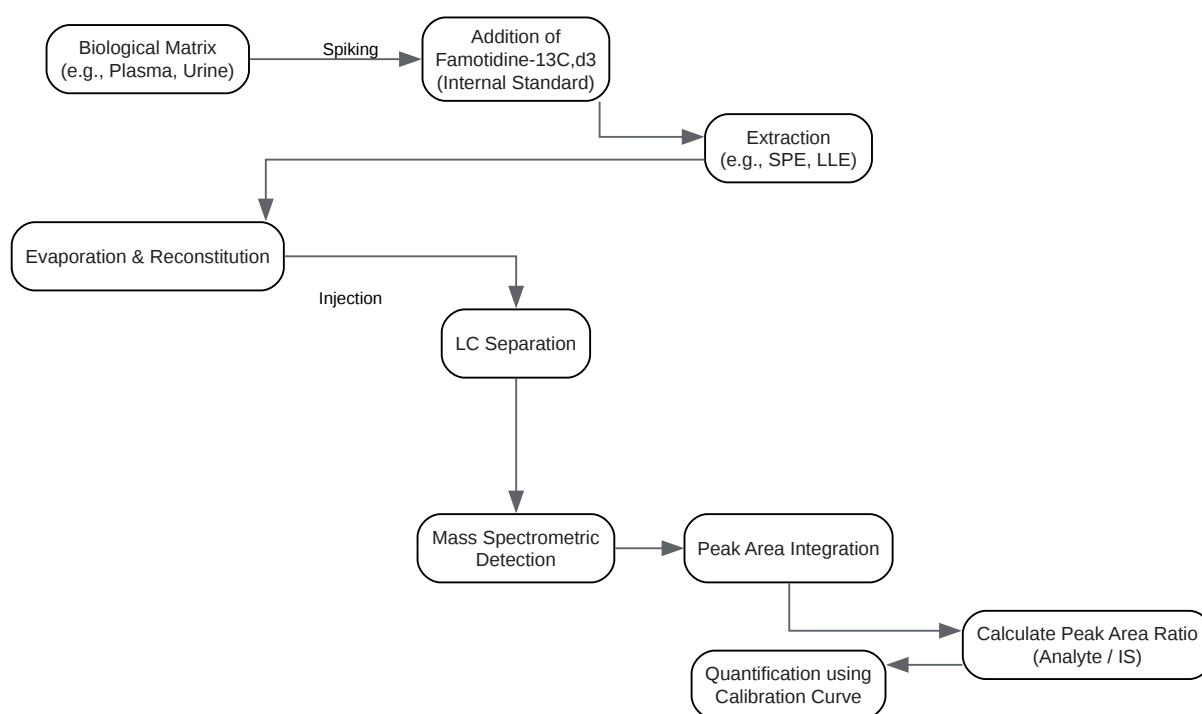 Biological Matrix
(e.g., Plasma, Urine)
Spiking
Addition of
Famotidine-13C,d3
(Internal Standard)
Extraction
(e.g., SPE, LLE)
Evaporation & Reconstitution
Injection
LC Separation
Mass Spectrometric
Detection
Peak Area Integration
Calculate Peak Area Ratio
(Analyte / IS)
Quantification using
Calibration Curve